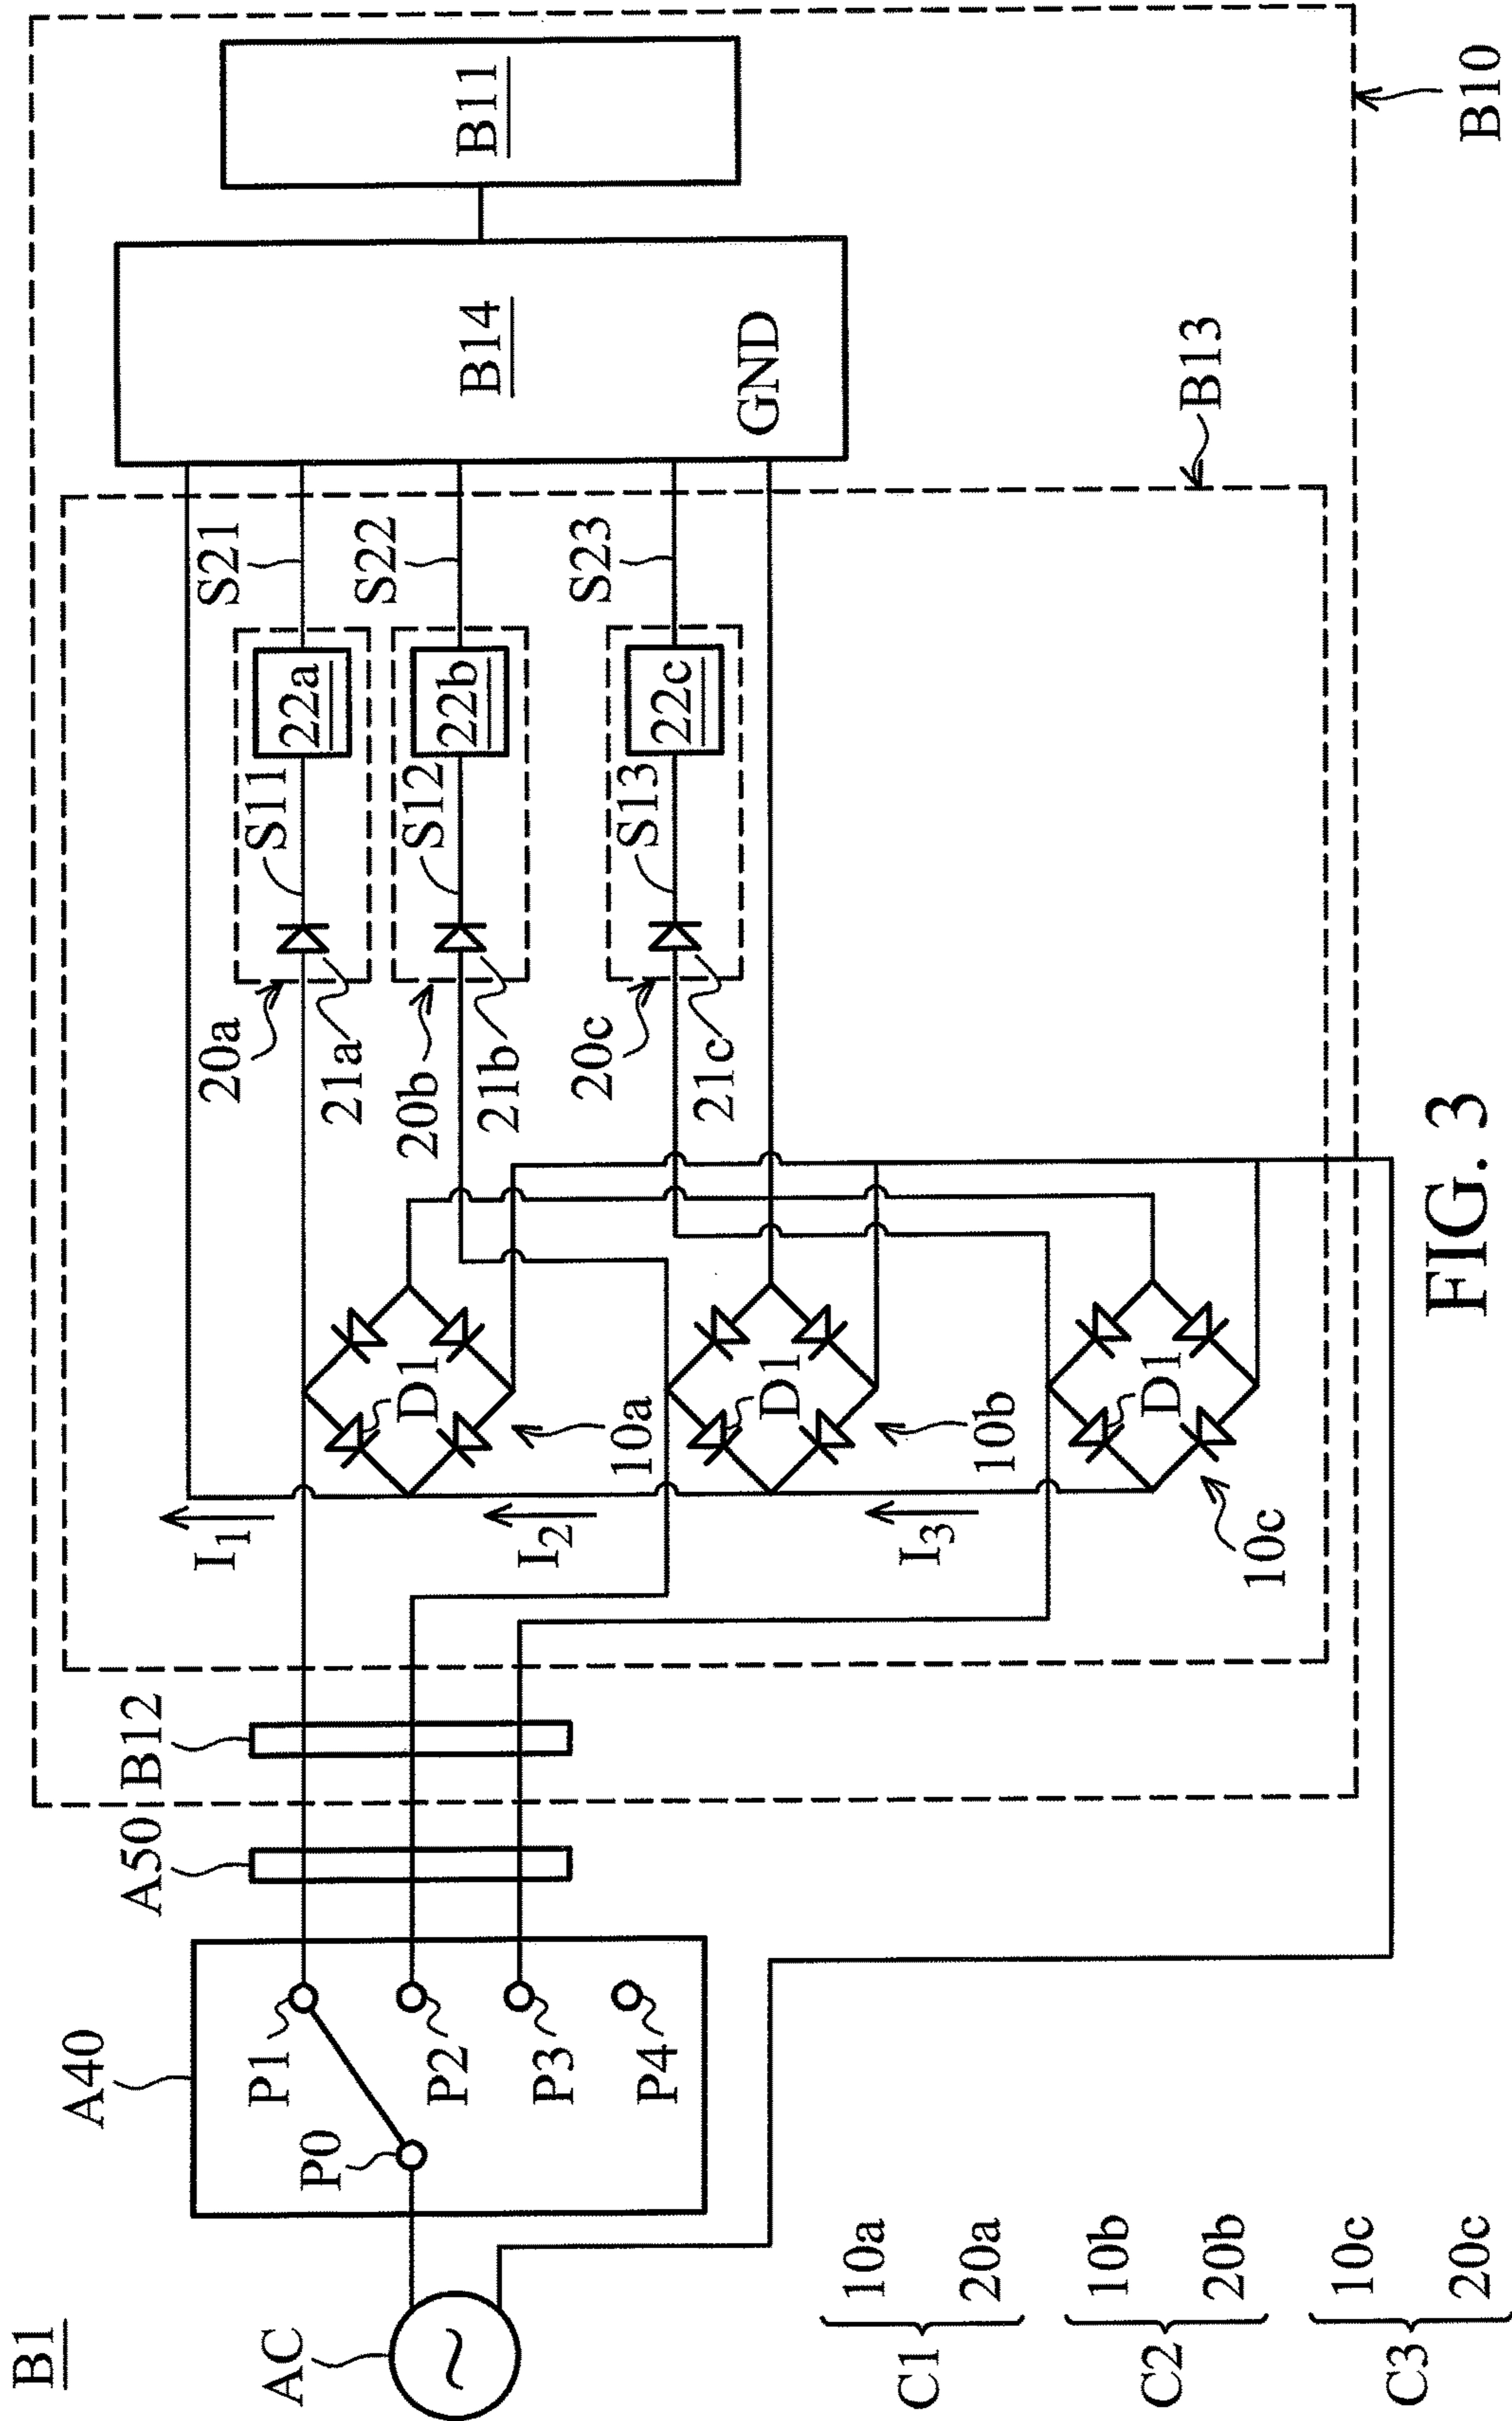 B1
AC
A40
P0
P1
P2
P3
P4
A50
B12
I1
I2
I3
D1
D1
D1
10a
10b
10c
20a
21a
S11
22a
S21
20b
21b
S12
22b
S22
20c
21c
S13
22c
S23
B14
GND
B11
B13
B10
C1
10a
20a
C2
10b
20b
C3
10c
20c
FIG. 3